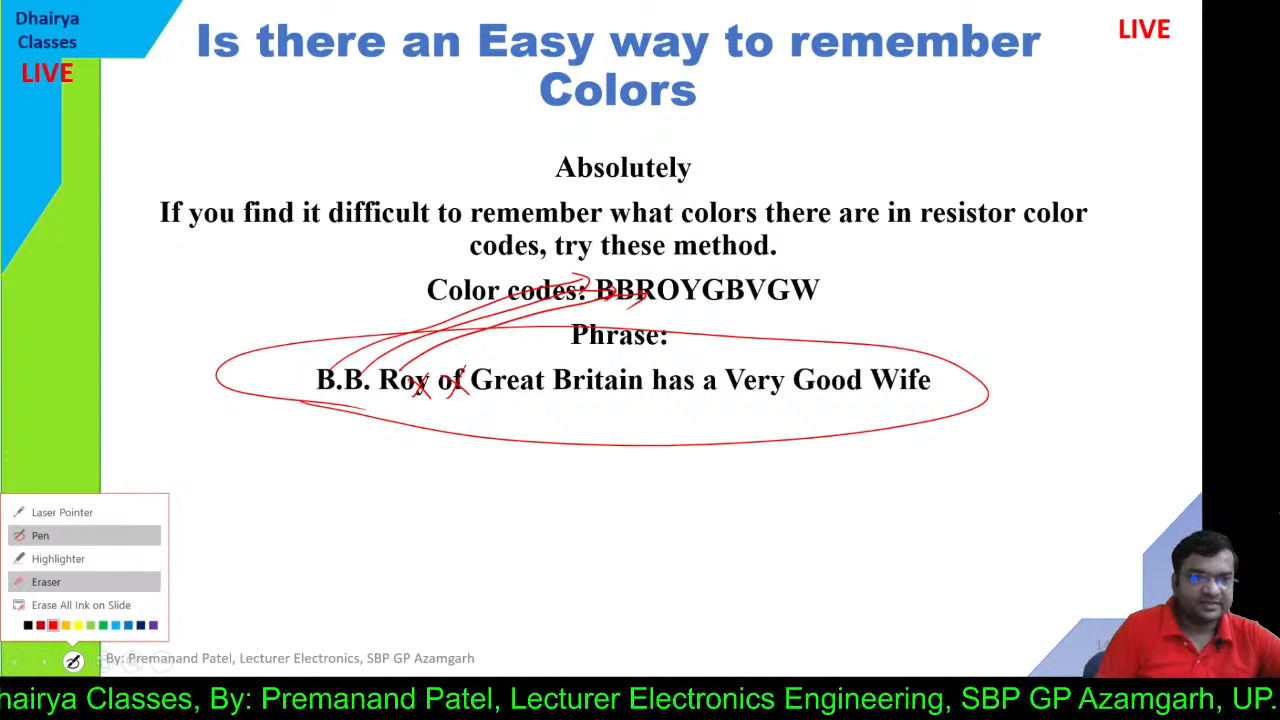 Dhairya
Classes
LIVE
LIVE
Is there an Easy way to remember
Colors
Absolutely
If you find it difficult to remember what colors there are in resistor color
codes, try these method.
Color codes: BBROYGBVGW
Phrase:
B.B. Roy of Great Britain has a Very Good Wife
Laser Pointer
Pen
Highlighter
Eraser
Erase All Ink on Slide
By: Premanand Patel, Lecturer Electronics, SBP GP Azamgarh
hairya Classes, By: Premanand Patel, Lecturer Electronics Engineering, SBP GP Azamgarh, UP.